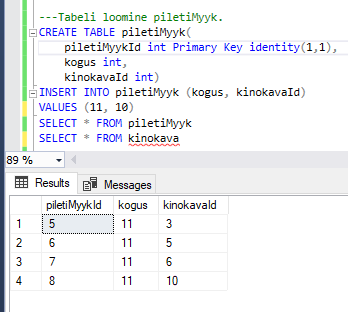 ---Tabeli loomine piletiMyyk.
CREATE TABLE piletiMyyk(
piletiMyykId int Primary Key identity(1,1),
kogus int,
kinokavaId int)
INSERT INTO piletiMyyk (kogus, kinokavaId)
VALUES (11, 10)
SELECT * FROM piletiMyyk
SELECT * FROM kinokava
89 %
Results Messages
piletiMyykId kogus kinokavaId
1 5 11 3
2 6 11 5
3 7 11 6
4 8 11 10